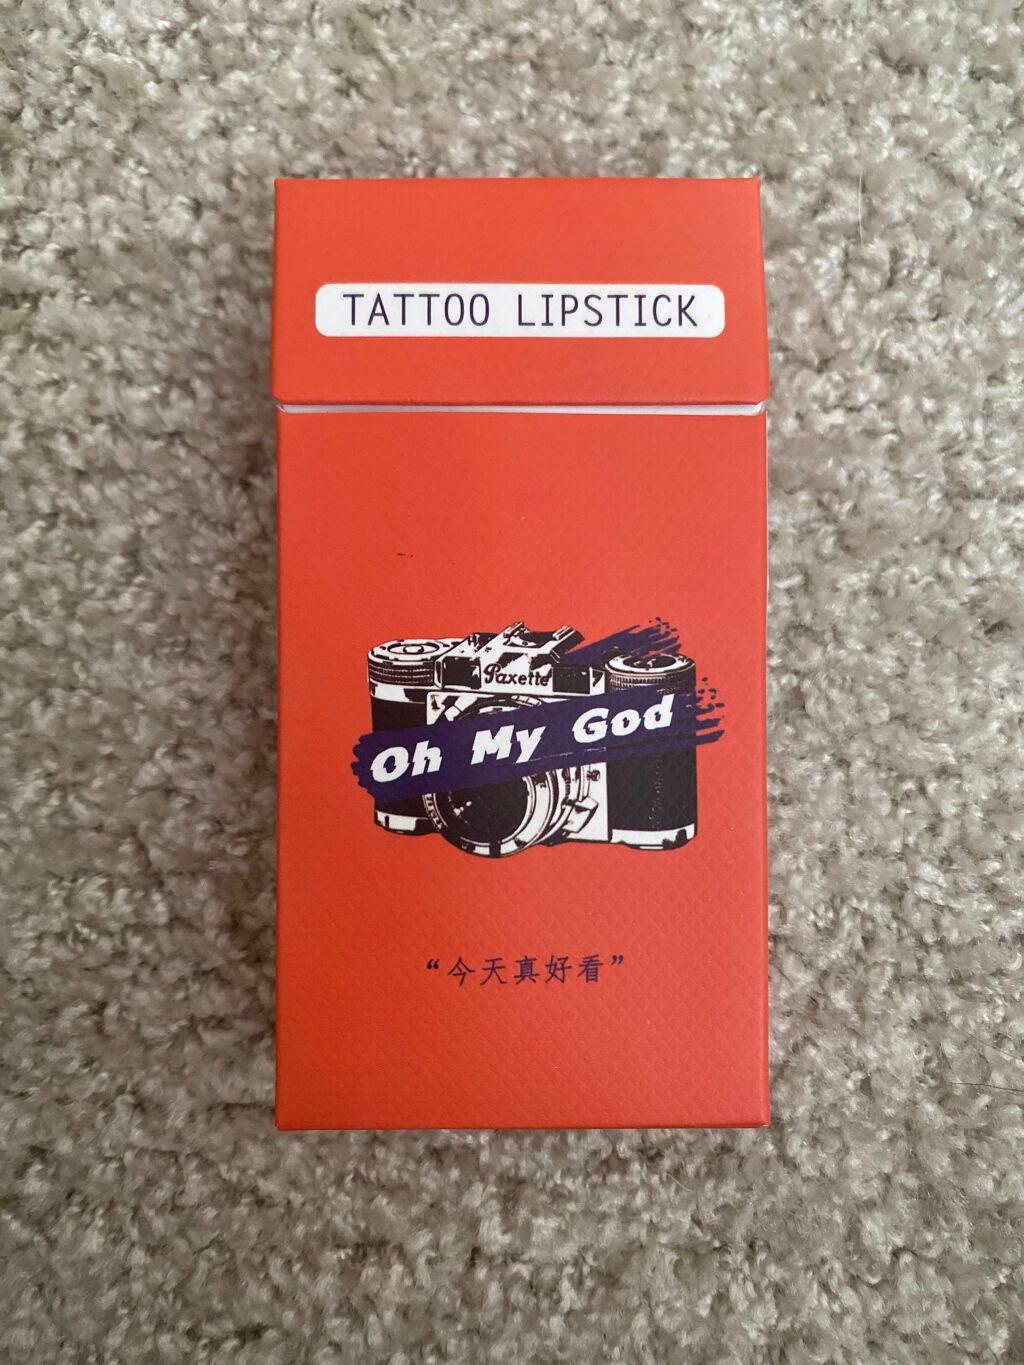 TATTOO LIPSTICK
Paxette
Oh My God
“今天真好看”